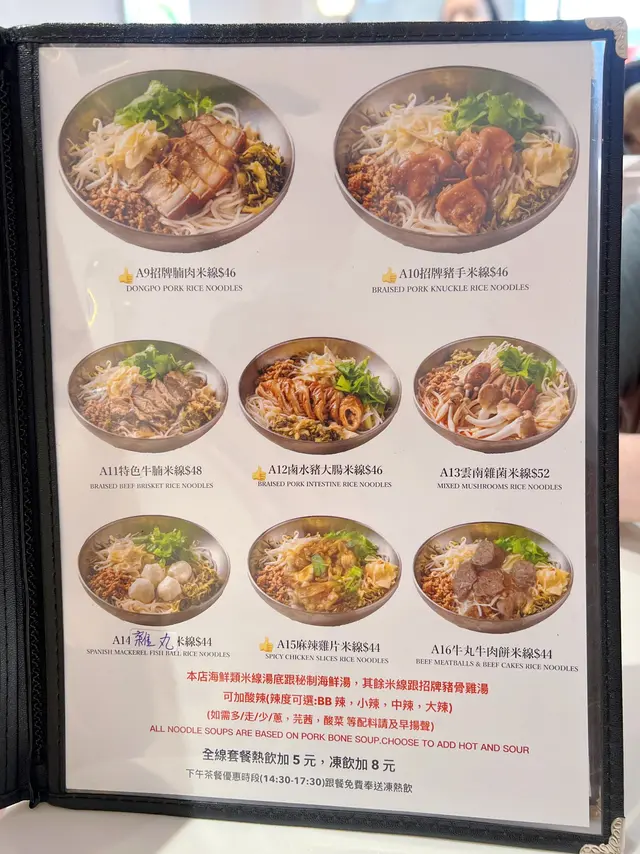 A9招牌腩肉米線$46
DONGPO PORK RICE NOODLES
A10招牌豬手米線$46
BRAISED PORK KNUCKLE RICE NOODLES
A11特色牛腩米線$48
BRAISED BEEF BRISKET RICE NOODLES
A12鹵水豬大腸米線$46
BRAISED PORK INTESTINE RICE NOODLES
A13雲南雜菌米線$52
MIXED MUSHROOMS RICE NOODLES
A14雜丸米線$44
SPANISH MACKEREL FISH BALL RICE NOODLES
A15麻辣雞片米線$44
SPICY CHICKEN SLICES RICE NOODLES
A16牛丸牛肉餅米線$44
BEEF MEATBALLS & BEEF CAKES RICE NOODLES
本店海鮮類米線湯底跟秘制海鮮湯，其餘米線跟招牌豬骨雞湯
可加酸辣(辣度可選:BB 辣，小辣，中辣，大辣)
(如需多/走/少/蔥，芫茜，酸菜 等配料請及早揚聲)
ALL NOODLE SOUPS ARE BASED ON PORK BONE SOUP.CHOOSE TO ADD HOT AND SOUR
全線套餐熱飲加 5 元，凍飲加 8 元
下午茶餐優惠時段(14:30-17:30)跟餐免費奉送凍熱飲